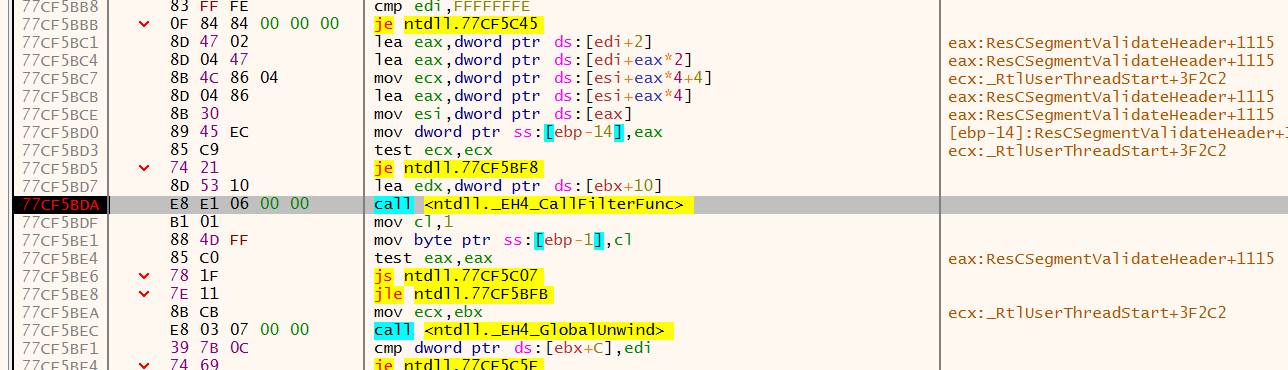 77CF5BB8 83 FF FE cmp edi,FFFFFFFE
77CF5BBB 0F 84 84 00 00 00 je ntdll.77CF5C45
77CF5BC1 8D 47 02 lea eax,dword ptr ds:[edi+2] eax:ResCSegmentValidateHeader+1115
77CF5BC4 8D 04 47 lea eax,dword ptr ds:[edi+eax*2] eax:ResCSegmentValidateHeader+1115
77CF5BC7 8B 4C 86 04 mov ecx,dword ptr ds:[esi+eax*4+4] ecx:_RtlUserThreadStart+3F2C2
77CF5BCB 8D 04 86 lea eax,dword ptr ds:[esi+eax*4] eax:ResCSegmentValidateHeader+1115
77CF5BCE 8B 30 mov esi,dword ptr ds:[eax] eax:ResCSegmentValidateHeader+1115
77CF5BD0 89 45 EC mov dword ptr ss:[ebp-14],eax [ebp-14]:ResCSegmentValidateHeader+1
77CF5BD3 85 C9 test ecx,ecx ecx:_RtlUserThreadStart+3F2C2
77CF5BD5 74 21 je ntdll.77CF5BF8
77CF5BD7 8D 53 10 lea edx,dword ptr ds:[ebx+10]
77CF5BDA E8 E1 06 00 00 call <ntdll._EH4_CallFilterFunc>
77CF5BDF B1 01 mov cl,1
77CF5BE1 88 4D FF mov byte ptr ss:[ebp-1],cl
77CF5BE4 85 C0 test eax,eax eax:ResCSegmentValidateHeader+1115
77CF5BE6 78 1F js ntdll.77CF5C07
77CF5BE8 7E 11 jle ntdll.77CF5BFB
77CF5BEA 8B CB mov ecx,ebx ecx:_RtlUserThreadStart+3F2C2
77CF5BEC E8 03 07 00 00 call <ntdll._EH4_GlobalUnwind>
77CF5BF1 39 7B 0C cmp dword ptr ds:[ebx+C],edi
77CF5BF4 74 69 je ntdll.77CF5C5F